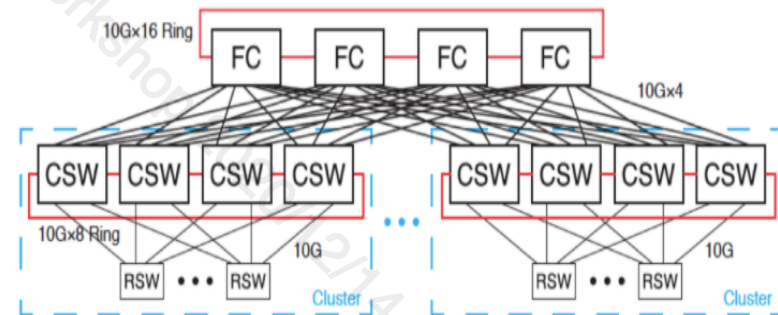 10G×16 Ring
FC FC FC FC
10G×4
CSW CSW CSW CSW CSW CSW CSW CSW
10G×8 Ring
10G
10G
RSW RSW RSW RSW
Cluster
Cluster